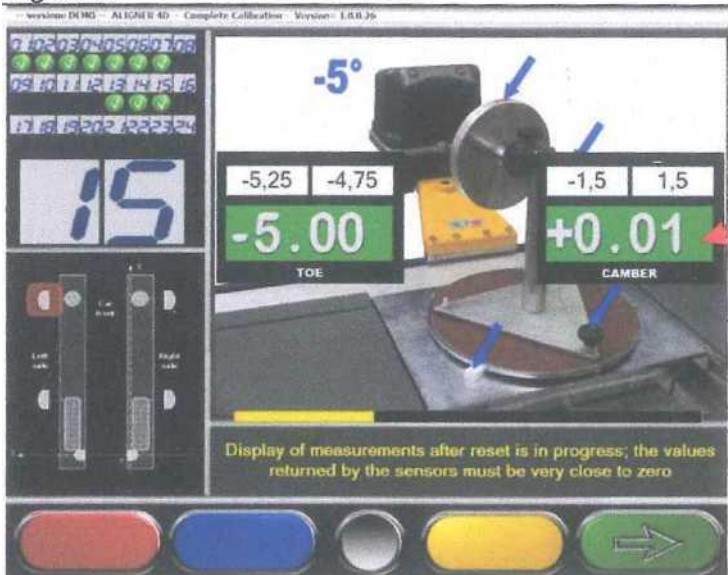 -- versione DEMO -- ALIGNER 4D - Complete Calibration - Version= 1.0.0.26
01 02 03 04 05 06 07 08
09 10 11 12 13 14 15 16
17 18 19 20 21 22 23 24
15
-5°
-5,25 -4,75
-5.00
TOE
-1,5 1,5
+0.01
CAMBER
Left
side
Right
side
Display of measurements after reset is in progress; the values
returned by the sensors must be very close to zero